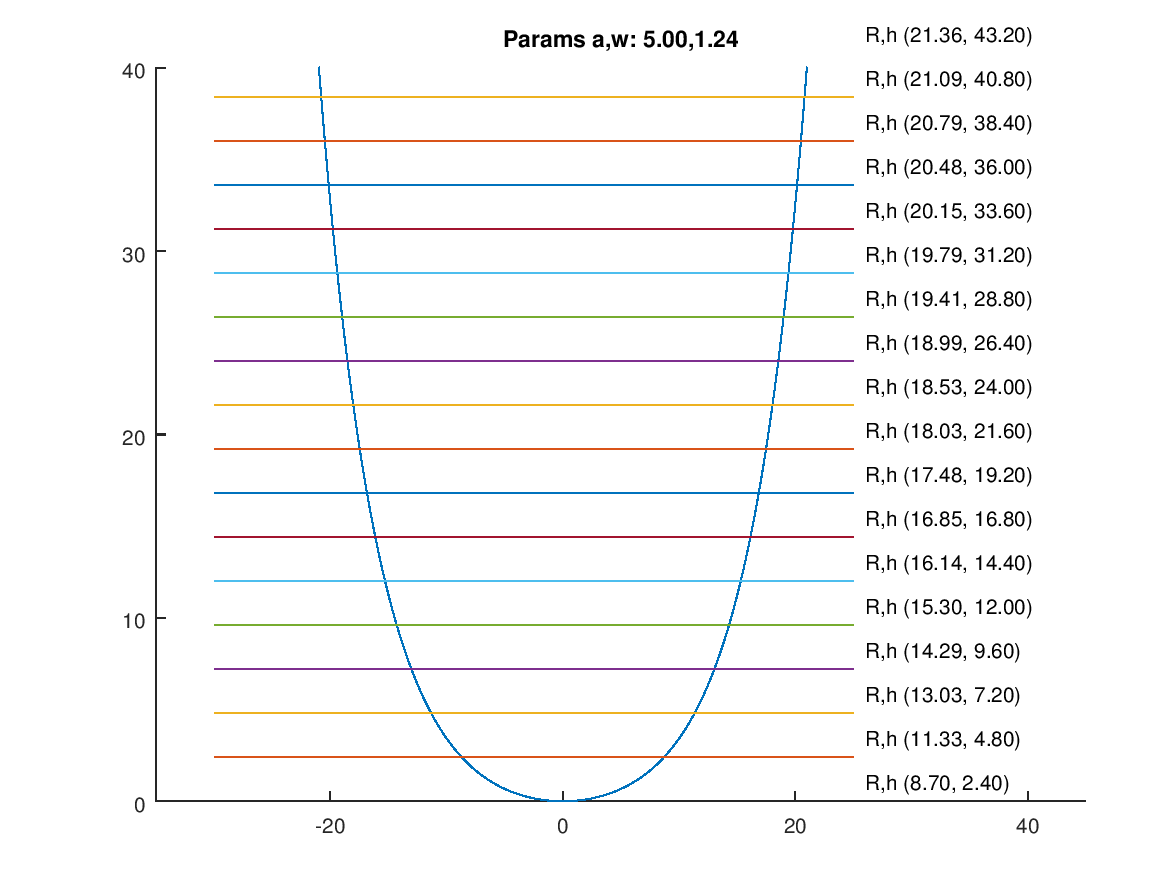 Params a,w: 5.00,1.24
R,h (21.36, 43.20)
40
R,h (21.09, 40.80)
R,h (20.79, 38.40)
R,h (20.48, 36.00)
R,h (20.15, 33.60)
30
R,h (19.79, 31.20)
R,h (19.41, 28.80)
R,h (18.99, 26.40)
R,h (18.53, 24.00)
20
R,h (18.03, 21.60)
R,h (17.48, 19.20)
R,h (16.85, 16.80)
R,h (16.14, 14.40)
10
R,h (15.30, 12.00)
R,h (14.29, 9.60)
R,h (13.03, 7.20)
R,h (11.33, 4.80)
R,h (8.70, 2.40)
0
-20 0 20 40